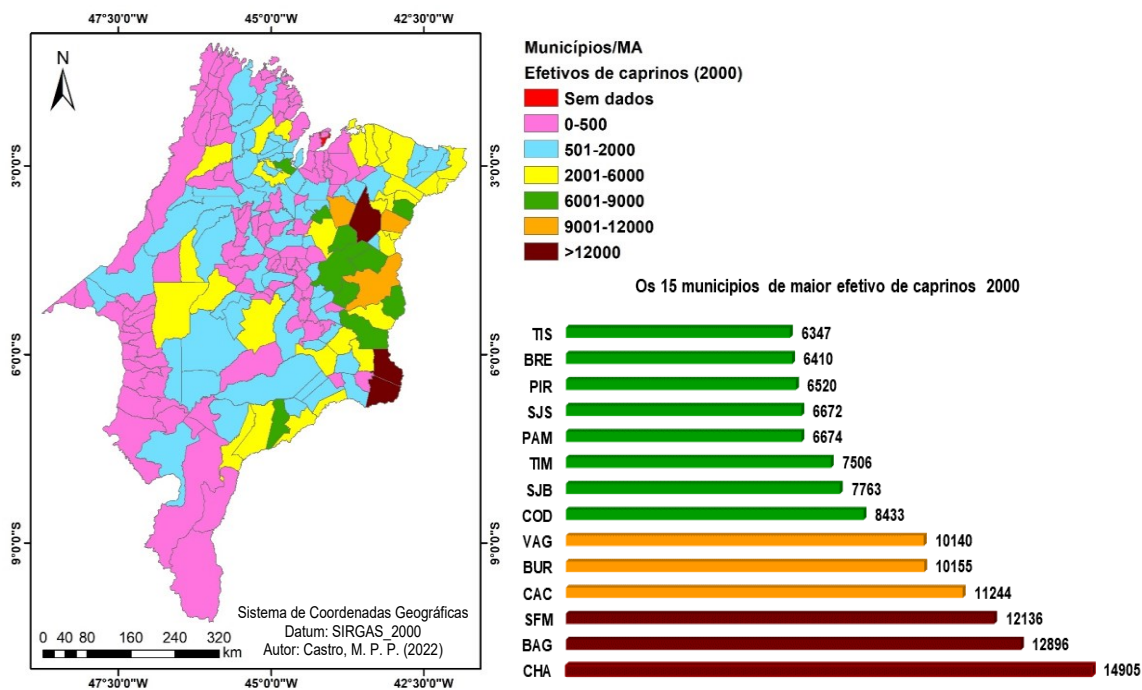 47°30'0"W 45°0'0"W 42°30'0"W
N
3°0'0"S
6°0'0"S
9°0'0"S
3°0'0"S
6°0'0"S
9°0'0"S
Sistema de Coordenadas Geográficas
Datum: SIRGAS_2000
Autor: Castro, M. P. P. (2022)
0 40 80 160 240 320
km
47°30'0"W 45°0'0"W 42°30'0"W
Municípios/MA
Efetivos de caprinos (2000)
Sem dados
0-500
501-2000
2001-6000
6001-9000
9001-12000
>12000
Os 15 municipios de maior efetivo de caprinos 2000
TIS 6347
BRE 6410
PIR 6520
SJS 6672
PAM 6674
TIM 7506
SJB 7763
COD 8433
VAG 10140
BUR 10155
CAC 11244
SFM 12136
BAG 12896
CHA 14905